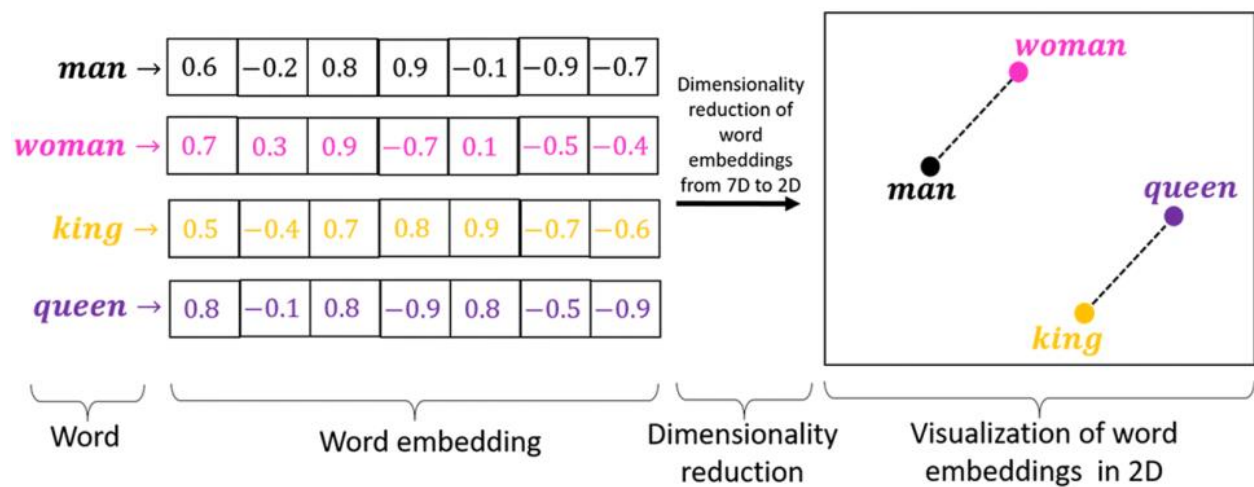 man → 0.6 −0.2 0.8 0.9 −0.1 −0.9 −0.7
woman → 0.7 0.3 0.9 −0.7 0.1 −0.5 −0.4
king → 0.5 −0.4 0.7 0.8 0.9 −0.7 −0.6
queen → 0.8 −0.1 0.8 −0.9 0.8 −0.5 −0.9
Dimensionality
reduction of
word
embeddings
from 7D to 2D
woman
man
queen
king
Word
Word embedding
Dimensionality
reduction
Visualization of word
embeddings in 2D